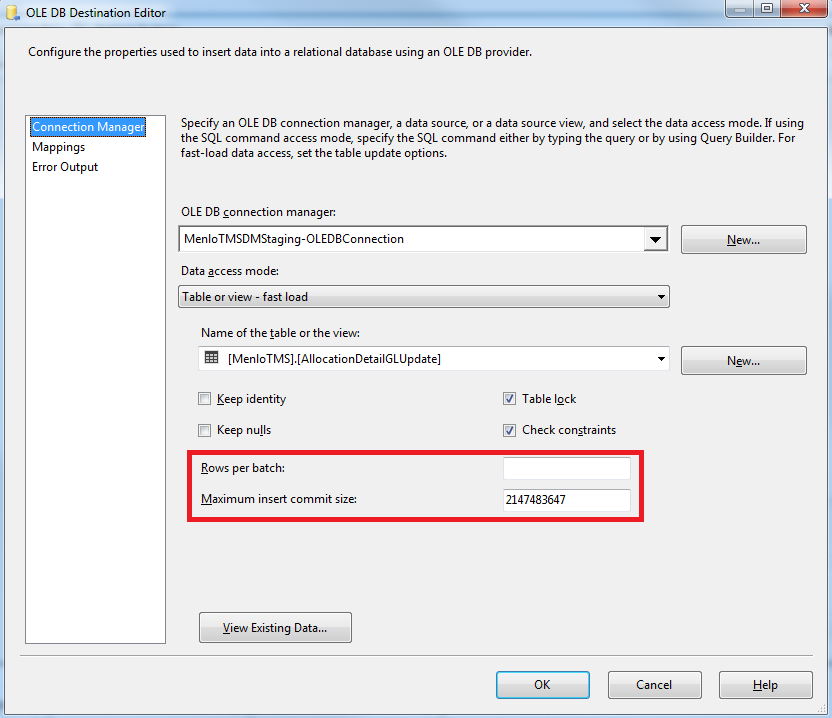 OLE DB Destination Editor
Configure the properties used to insert data into a relational database using an OLE DB provider.
Connection Manager
Mappings
Error Output
Specify an OLE DB connection manager, a data source, or a data source view, and select the data access mode. If using
the SQL command access mode, specify the SQL command either by typing the query or by using Query Builder. For
fast-load data access, set the table update options.
OLE DB connection manager:
MenloTMSDMStaging-OLEDBConnection
New...
Data access mode:
Table or view - fast load
Name of the table or the view:
[MenloTMS].[AllocationDetailGLUpdate]
New...
Keep identity
Table lock
Keep nulls
Check constraints
Rows per batch:
Maximum insert commit size:
2147483647
View Existing Data...
OK
Cancel
Help